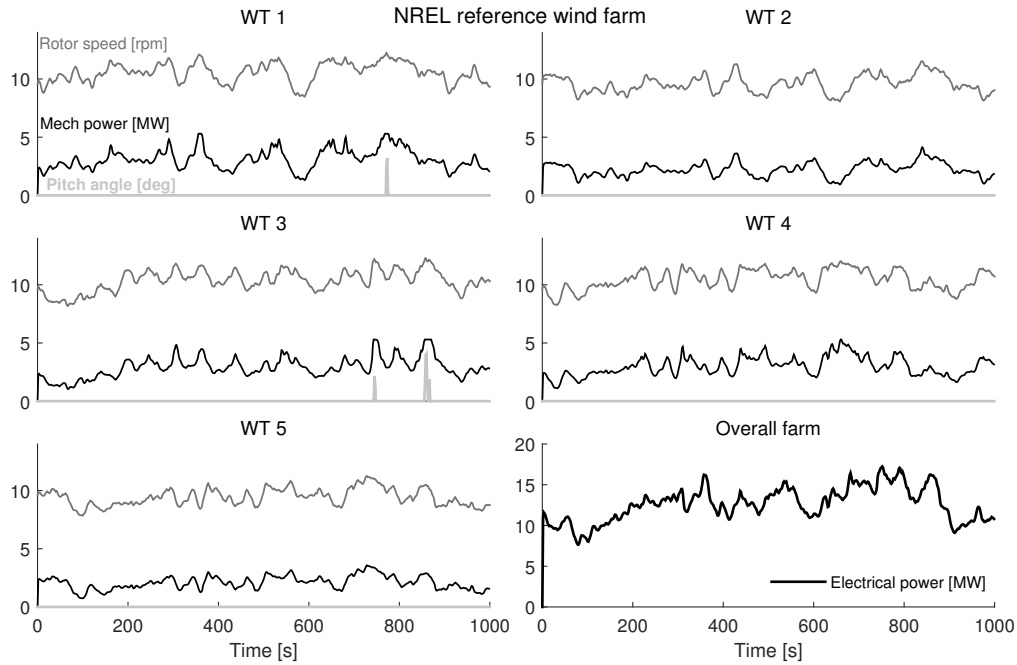 NREL reference wind farm
WT 1
WT 2
Rotor speed [rpm]
10
Mech power [MW]
5
Pitch angle [deg]
0
10
5
0
WT 3
WT 4
10
5
0
10
5
0
WT 5
Overall farm
10
5
0
0 200 400 600 800 1000
Time [s]
20
15
10
5
0
Electrical power [MW]
0 200 400 600 800 1000
Time [s]